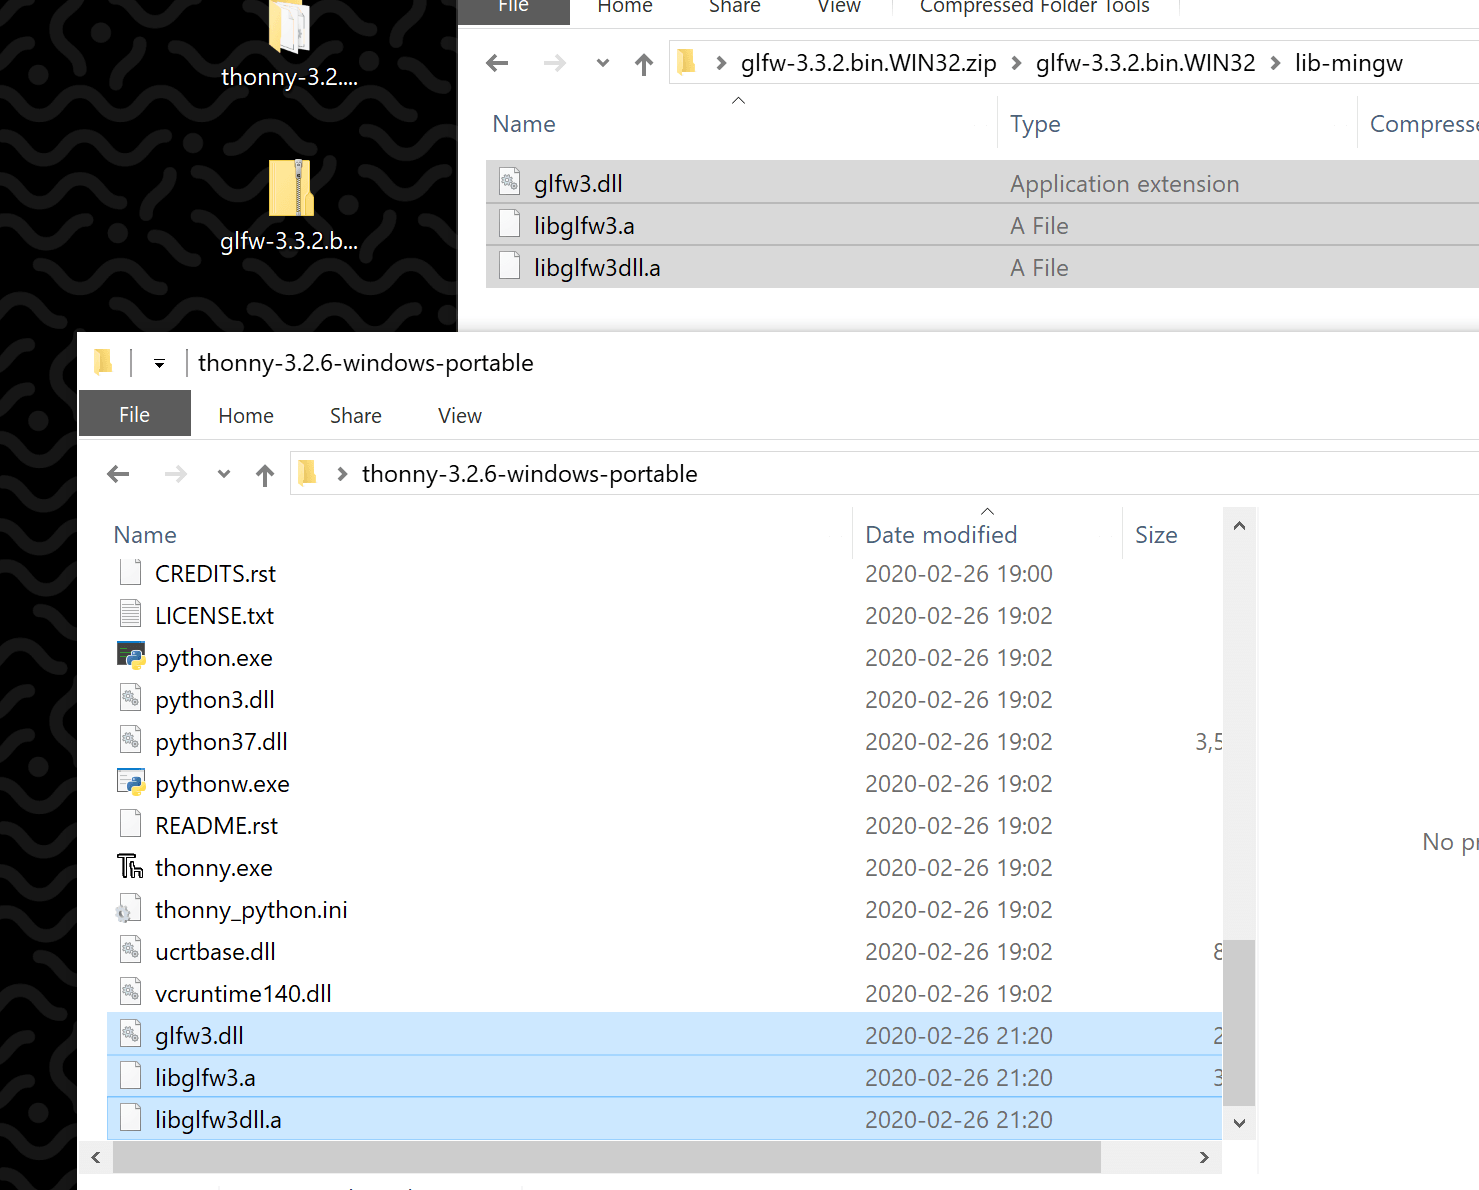 thonny-3.2....
glfw-3.3.2.b...
File Home Share View Compressed Folder Tools
glfw-3.3.2.bin.WIN32.zip > glfw-3.3.2.bin.WIN32 > lib-mingw
Name Type
glfw3.dll Application extension
libglfw3.a A File
libglfw3dll.a A File
thonny-3.2.6-windows-portable
File Home Share View
thonny-3.2.6-windows-portable
Name Date modified Size
CREDITS.rst 2020-02-26 19:00
LICENSE.txt 2020-02-26 19:02
python.exe 2020-02-26 19:02
python3.dll 2020-02-26 19:02
python37.dll 2020-02-26 19:02 3,5
pythonw.exe 2020-02-26 19:02
README.rst 2020-02-26 19:02
thonny.exe 2020-02-26 19:02
thonny_python.ini 2020-02-26 19:02
ucrtbase.dll 2020-02-26 19:02 8
vcruntime140.dll 2020-02-26 19:02
glfw3.dll 2020-02-26 21:20 2
libglfw3.a 2020-02-26 21:20 3
libglfw3dll.a 2020-02-26 21:20
No